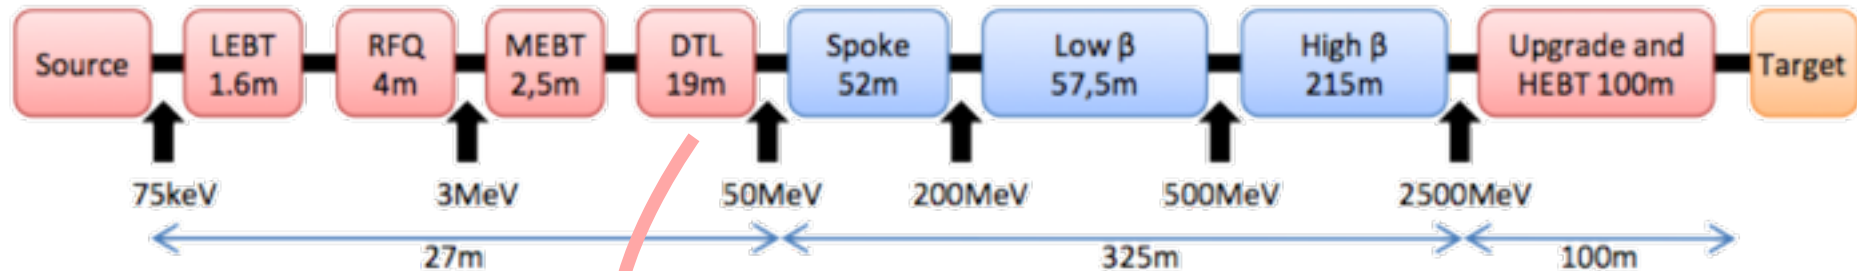 Source
LEBT
1.6m
RFQ
4m
MEBT
2,5m
DTL
19m
Spoke
52m
Low β
57,5m
High β
215m
Upgrade and
HEBT 100m
Target
75keV
3MeV
50MeV
200MeV
500MeV
2500MeV
27m
325m
100m